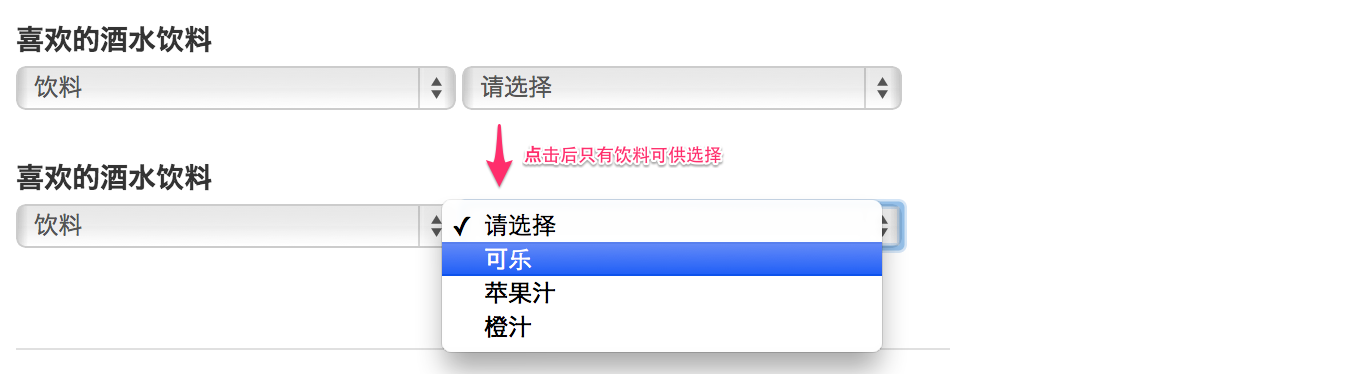 喜欢的酒水饮料
饮料 请选择
点击后只有饮料可供选择
喜欢的酒水饮料
饮料 ✓ 请选择
可乐
苹果汁
橙汁